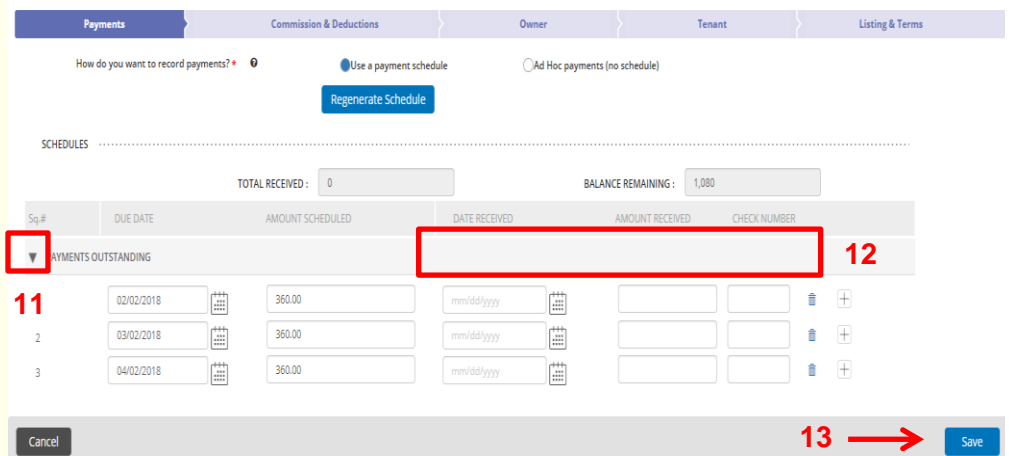 Payments Commission & Deductions Owner Tenant Listing & Terms
How do you want to record payments? * ? Use a payment schedule Ad Hoc payments (no schedule)
Regenerate Schedule
SCHEDULES
TOTAL RECEIVED : 0 BALANCE REMAINING : 1,080
Sq.# DUE DATE AMOUNT SCHEDULED DATE RECEIVED AMOUNT RECEIVED CHECK NUMBER
▼ AYMENTS OUTSTANDING 12
11 02/02/2018 360.00 mm/dd/yyyy +
2 03/02/2018 360.00 mm/dd/yyyy +
3 04/02/2018 360.00 mm/dd/yyyy +
Cancel 13 Save